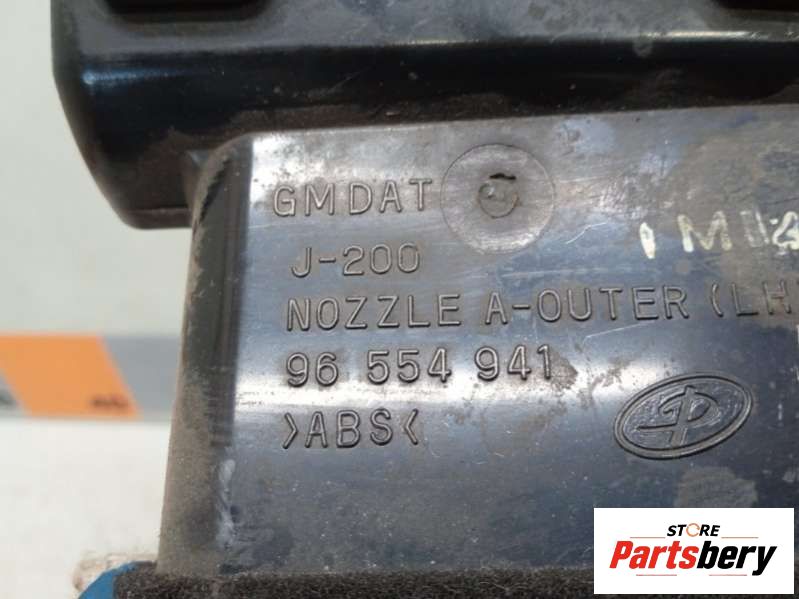 GMDAT
J-200
NOZZLE A-OUTER (LH
96 554 941
>ABS<
STORE
Partsbery